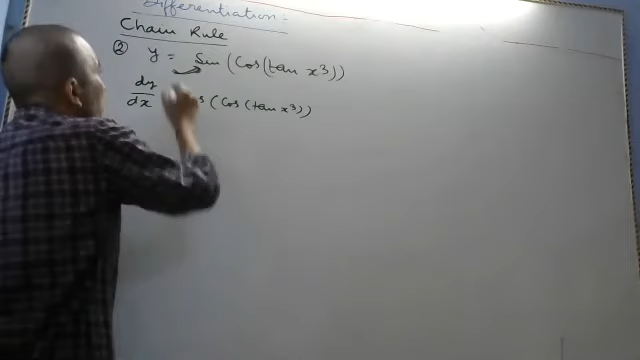 Differentiation:-
Chain Rule
② y = Sin (Cos(tan x³))
dy/dx (Cos (tan x³))